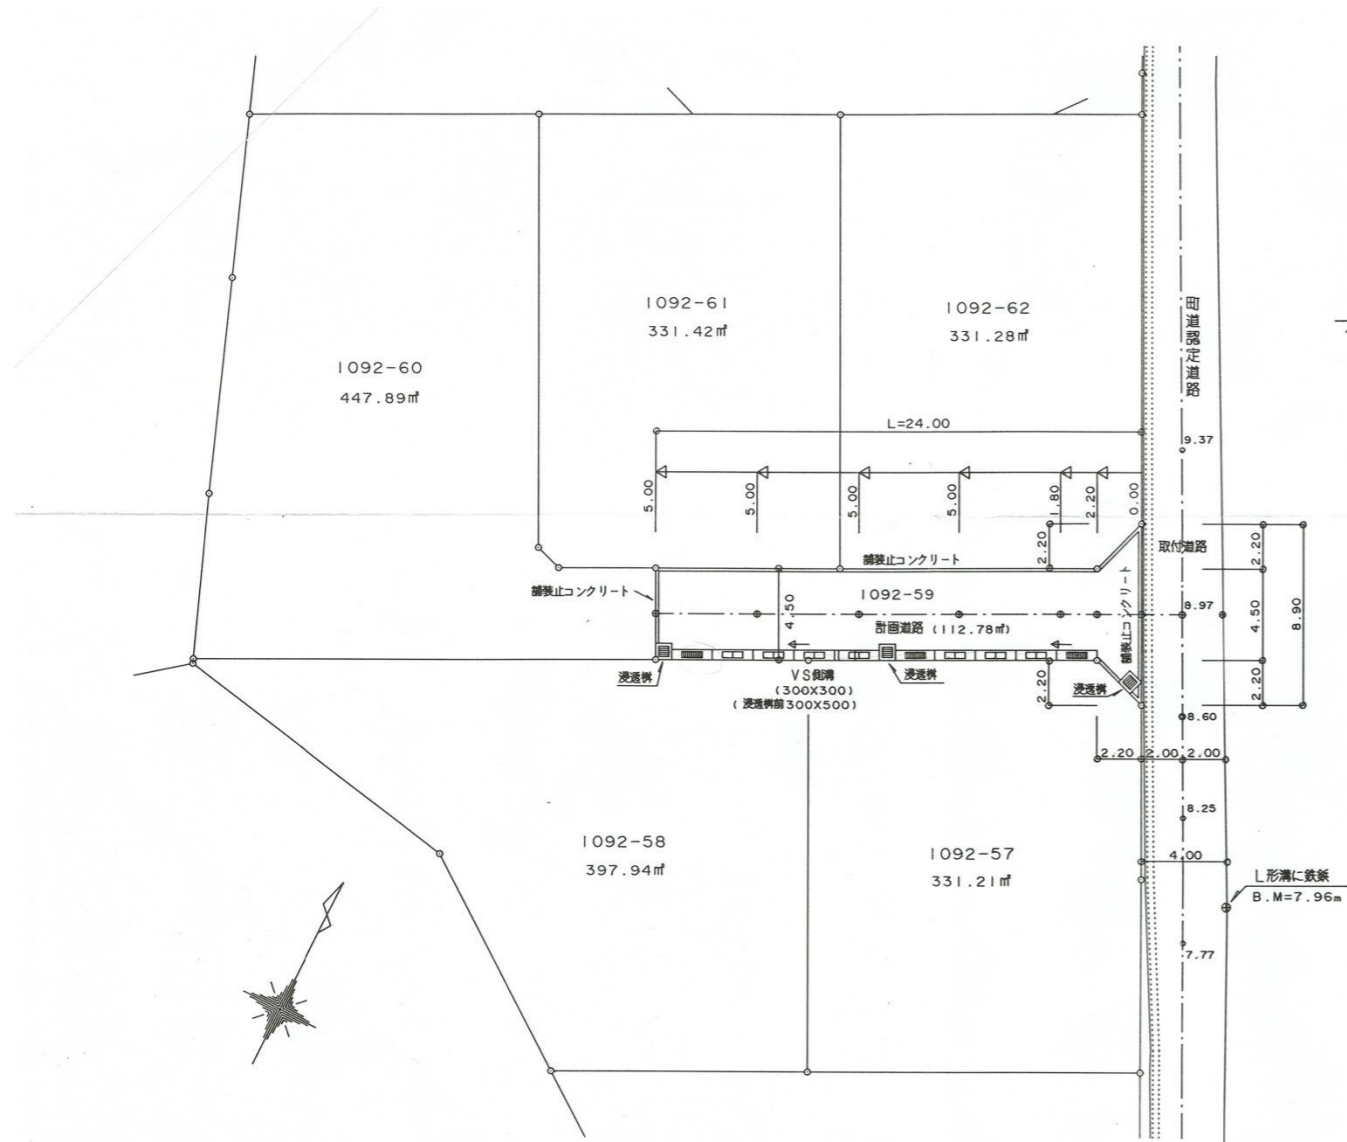 1092-61
331.42㎡
1092-62
331.28㎡
町道認定道路
1092-60
447.89㎡
L=24.00
9.37
5.00
5.00
5.00
5.00
1.80
2.20
0.00
2.20
取付道路
舗装止コンクリート
舗装止コンクリート
1092-59
4.50
計画道路 (112.78㎡)
舗装止コンクリート
8.97
2.20
4.50
2.20
8.90
浸透桝
VS側溝
(300X300)
(浸透桝前300X500)
浸透桝
2.20
浸透桝
8.60
2.20
2.00
2.00
8.25
1092-58
397.94㎡
1092-57
331.21㎡
4.00
L形溝に鉄鋲
B.M=7.96m
7.77